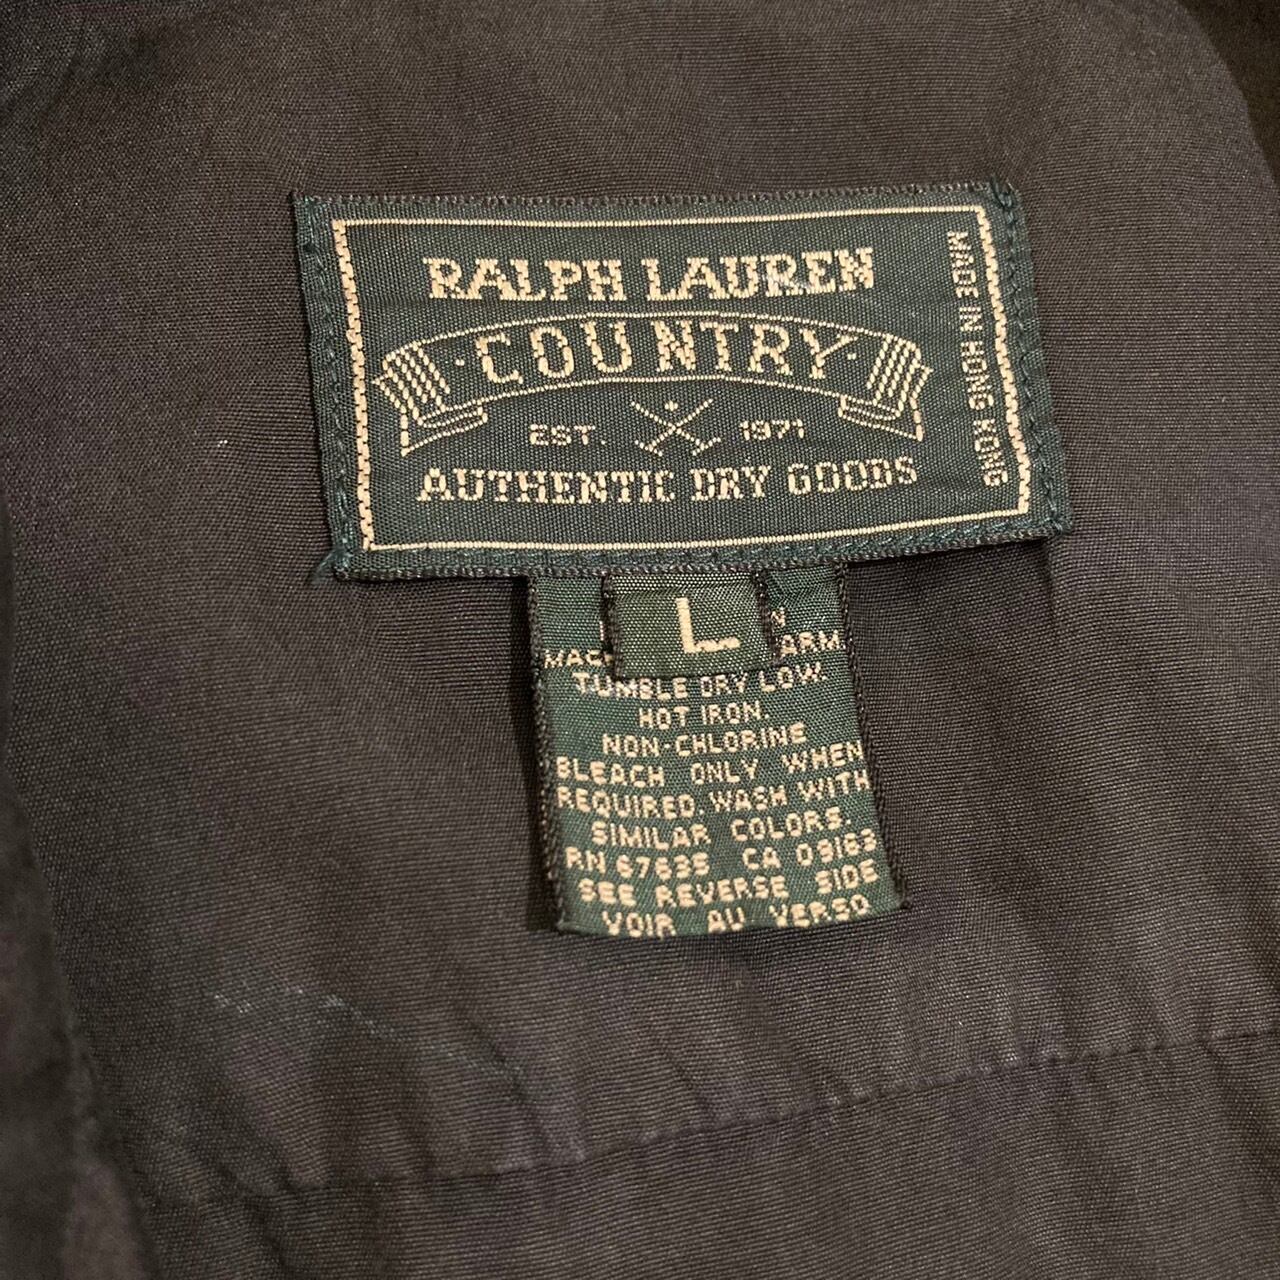 RALPH LAUREN
·COUNTRY·
EST. 1971
AUTHENTIC DRY GOODS
MADE IN HONG KONG
L
TUMBLE DRY LOW.
HOT IRON.
NON-CHLORINE
BLEACH ONLY WHEN
REQUIRED. WASH WITH
SIMILAR COLORS.
RN 67635 CA 09163
SEE REVERSE SIDE
VOIR AU VERSO